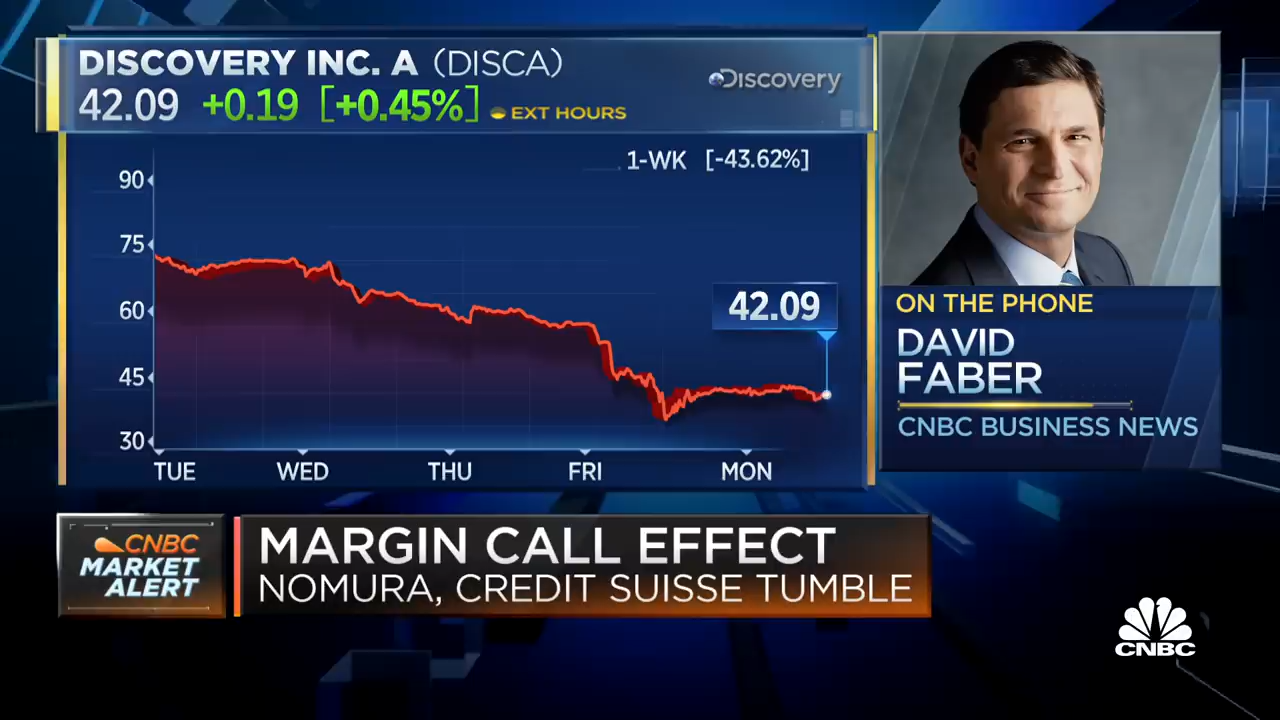 DISCOVERY INC. A (DISCA)
Discovery
42.09 +0.19 [+0.45%] EXT HOURS
1-WK [-43.62%]
90
75
60
45
30
42.09
TUE WED THU FRI MON
ON THE PHONE
DAVID
FABER
CNBC BUSINESS NEWS
CNBC
MARKET
ALERT
MARGIN CALL EFFECT
NOMURA, CREDIT SUISSE TUMBLE
CNBC